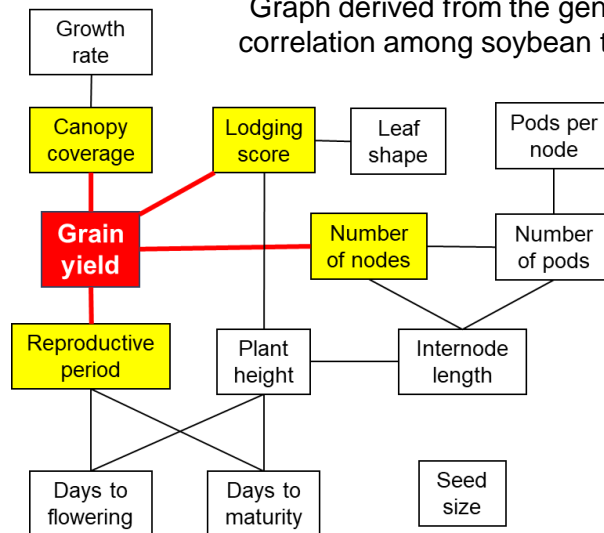 Graph derived from the gen
correlation among soybean t
Growth
rate
Canopy
coverage
Lodging
score
Leaf
shape
Pods per
node
Grain
yield
Number
of nodes
Number
of pods
Reproductive
period
Plant
height
Internode
length
Days to
flowering
Days to
maturity
Seed
size